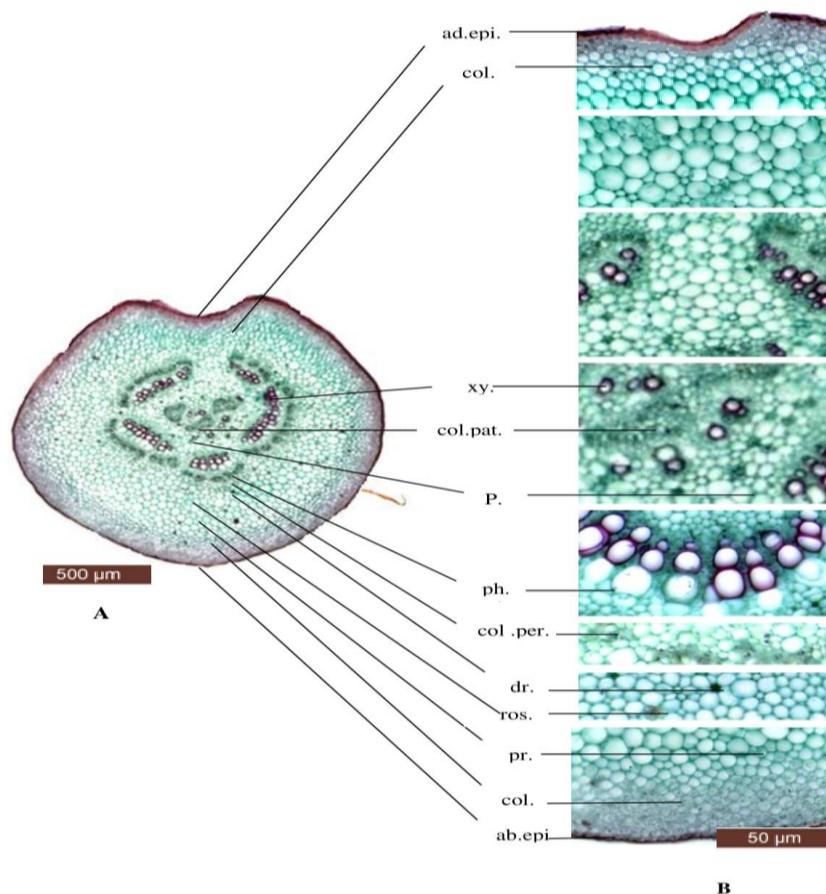 ad.epi.
col.
xy.
col.pat.
P.
500 µm
A
ph.
col .per.
dr.
ros.
pr.
col.
ab.epi
50 µm
B